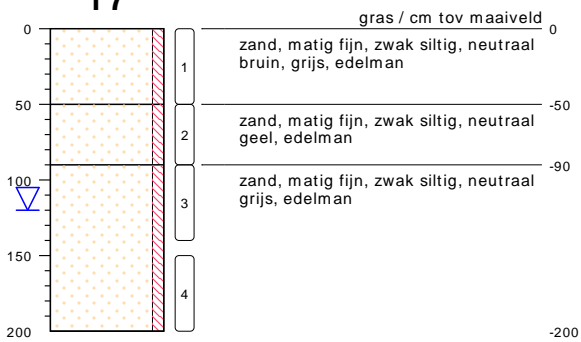 17
gras / cm tov maaiveld
0
0
zand, matig fijn, zwak siltig, neutraal
bruin, grijs, edelman
1
50
-50
zand, matig fijn, zwak siltig, neutraal
geel, edelman
2
-90
100
zand, matig fijn, zwak siltig, neutraal
grijs, edelman
3
150
4
200
-200